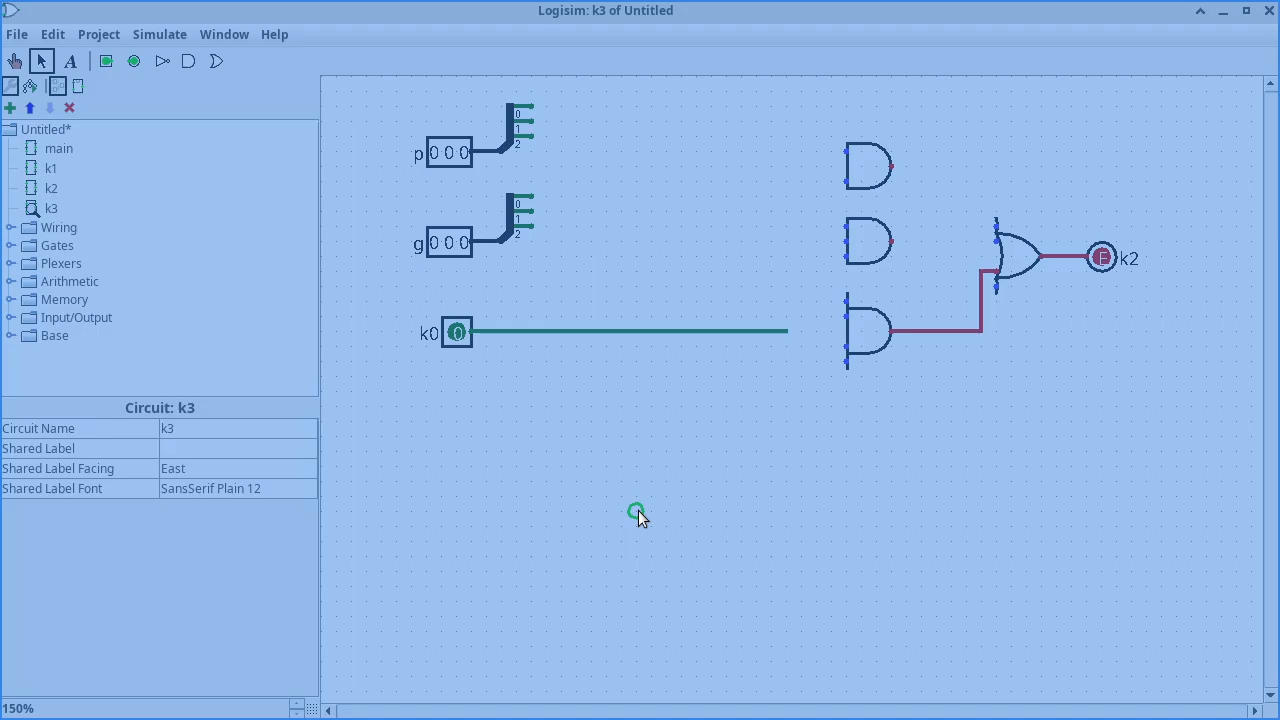 Logisim: k3 of Untitled
File Edit Project Simulate Window Help
A
Untitled*
main
k1
k2
k3
Wiring
Gates
Plexers
Arithmetic
Memory
Input/Output
Base
Circuit: k3
Circuit Name k3
Shared Label
Shared Label Facing East
Shared Label Font SansSerif Plain 12
150%
p 0 0 0
0
1
2
g 0 0 0
0
1
2
k0 0
E k2